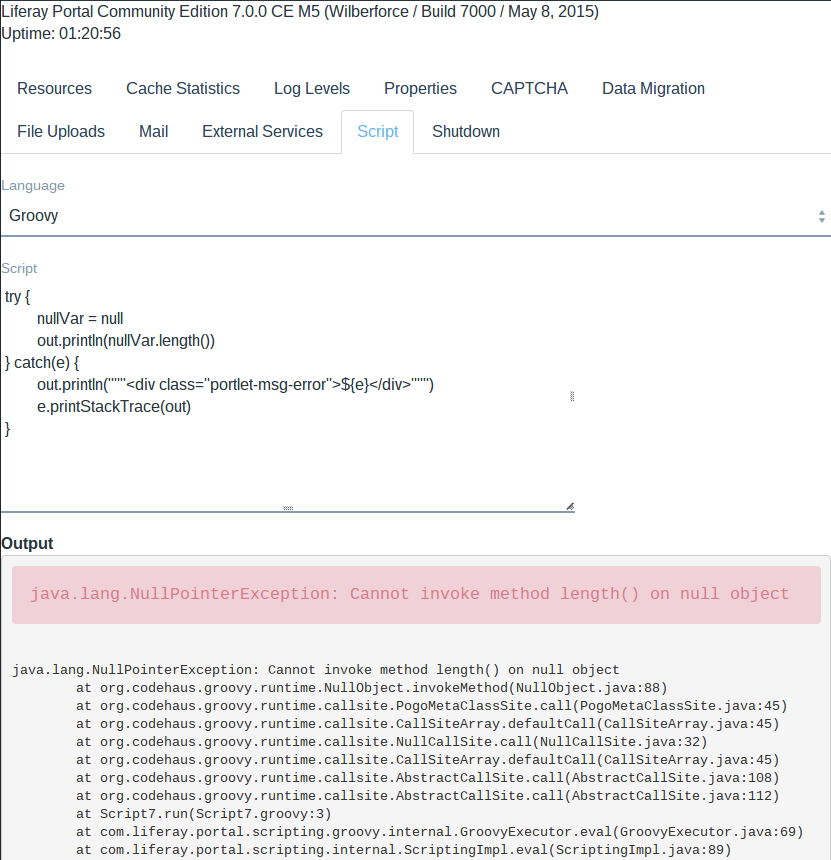 Liferay Portal Community Edition 7.0.0 CE M5 (Wilberforce / Build 7000 / May 8, 2015)
Uptime: 01:20:56
Resources Cache Statistics Log Levels Properties CAPTCHA Data Migration
File Uploads Mail External Services Script Shutdown
Language
Groovy
Script
try {
        nullVar = null
        out.println(nullVar.length())
} catch(e) {
        out.println("""<div class="portlet-msg-error">${e}</div>""")
        e.printStackTrace(out)
}
Output
java.lang.NullPointerException: Cannot invoke method length() on null object
java.lang.NullPointerException: Cannot invoke method length() on null object
        at org.codehaus.groovy.runtime.NullObject.invokeMethod(NullObject.java:88)
        at org.codehaus.groovy.runtime.callsite.PogoMetaClassSite.call(PogoMetaClassSite.java:45)
        at org.codehaus.groovy.runtime.callsite.CallSiteArray.defaultCall(CallSiteArray.java:45)
        at org.codehaus.groovy.runtime.callsite.NullCallSite.call(NullCallSite.java:32)
        at org.codehaus.groovy.runtime.callsite.CallSiteArray.defaultCall(CallSiteArray.java:45)
        at org.codehaus.groovy.runtime.callsite.AbstractCallSite.call(AbstractCallSite.java:108)
        at org.codehaus.groovy.runtime.callsite.AbstractCallSite.call(AbstractCallSite.java:112)
        at Script7.run(Script7.groovy:3)
        at com.liferay.portal.scripting.groovy.internal.GroovyExecutor.eval(GroovyExecutor.java:69)
        at com.liferay.portal.scripting.internal.ScriptingImpl.eval(ScriptingImpl.java:89)